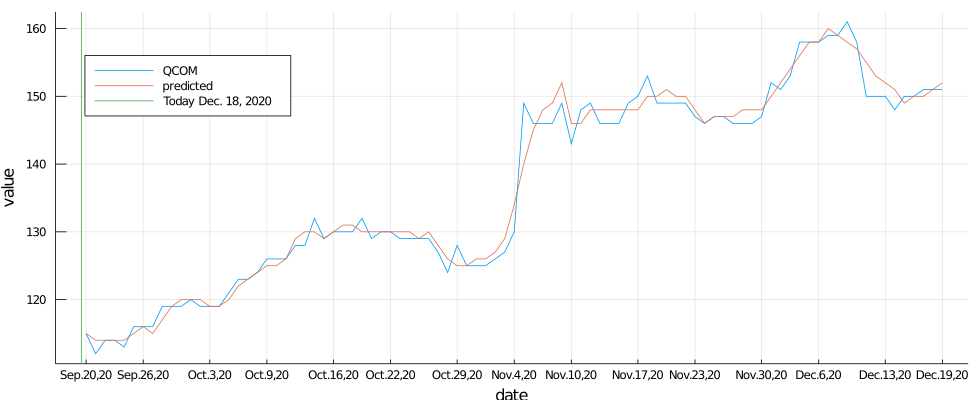 160
150
140
130
120
value
QCOM
predicted
Today Dec. 18, 2020
Sep.20,20 Sep.26,20 Oct.3,20 Oct.9,20 Oct.16,20 Oct.22,20 Oct.29,20 Nov.4,20 Nov.10,20 Nov.17,20 Nov.23,20 Nov.30,20 Dec.6,20 Dec.13,20 Dec.19,20
date